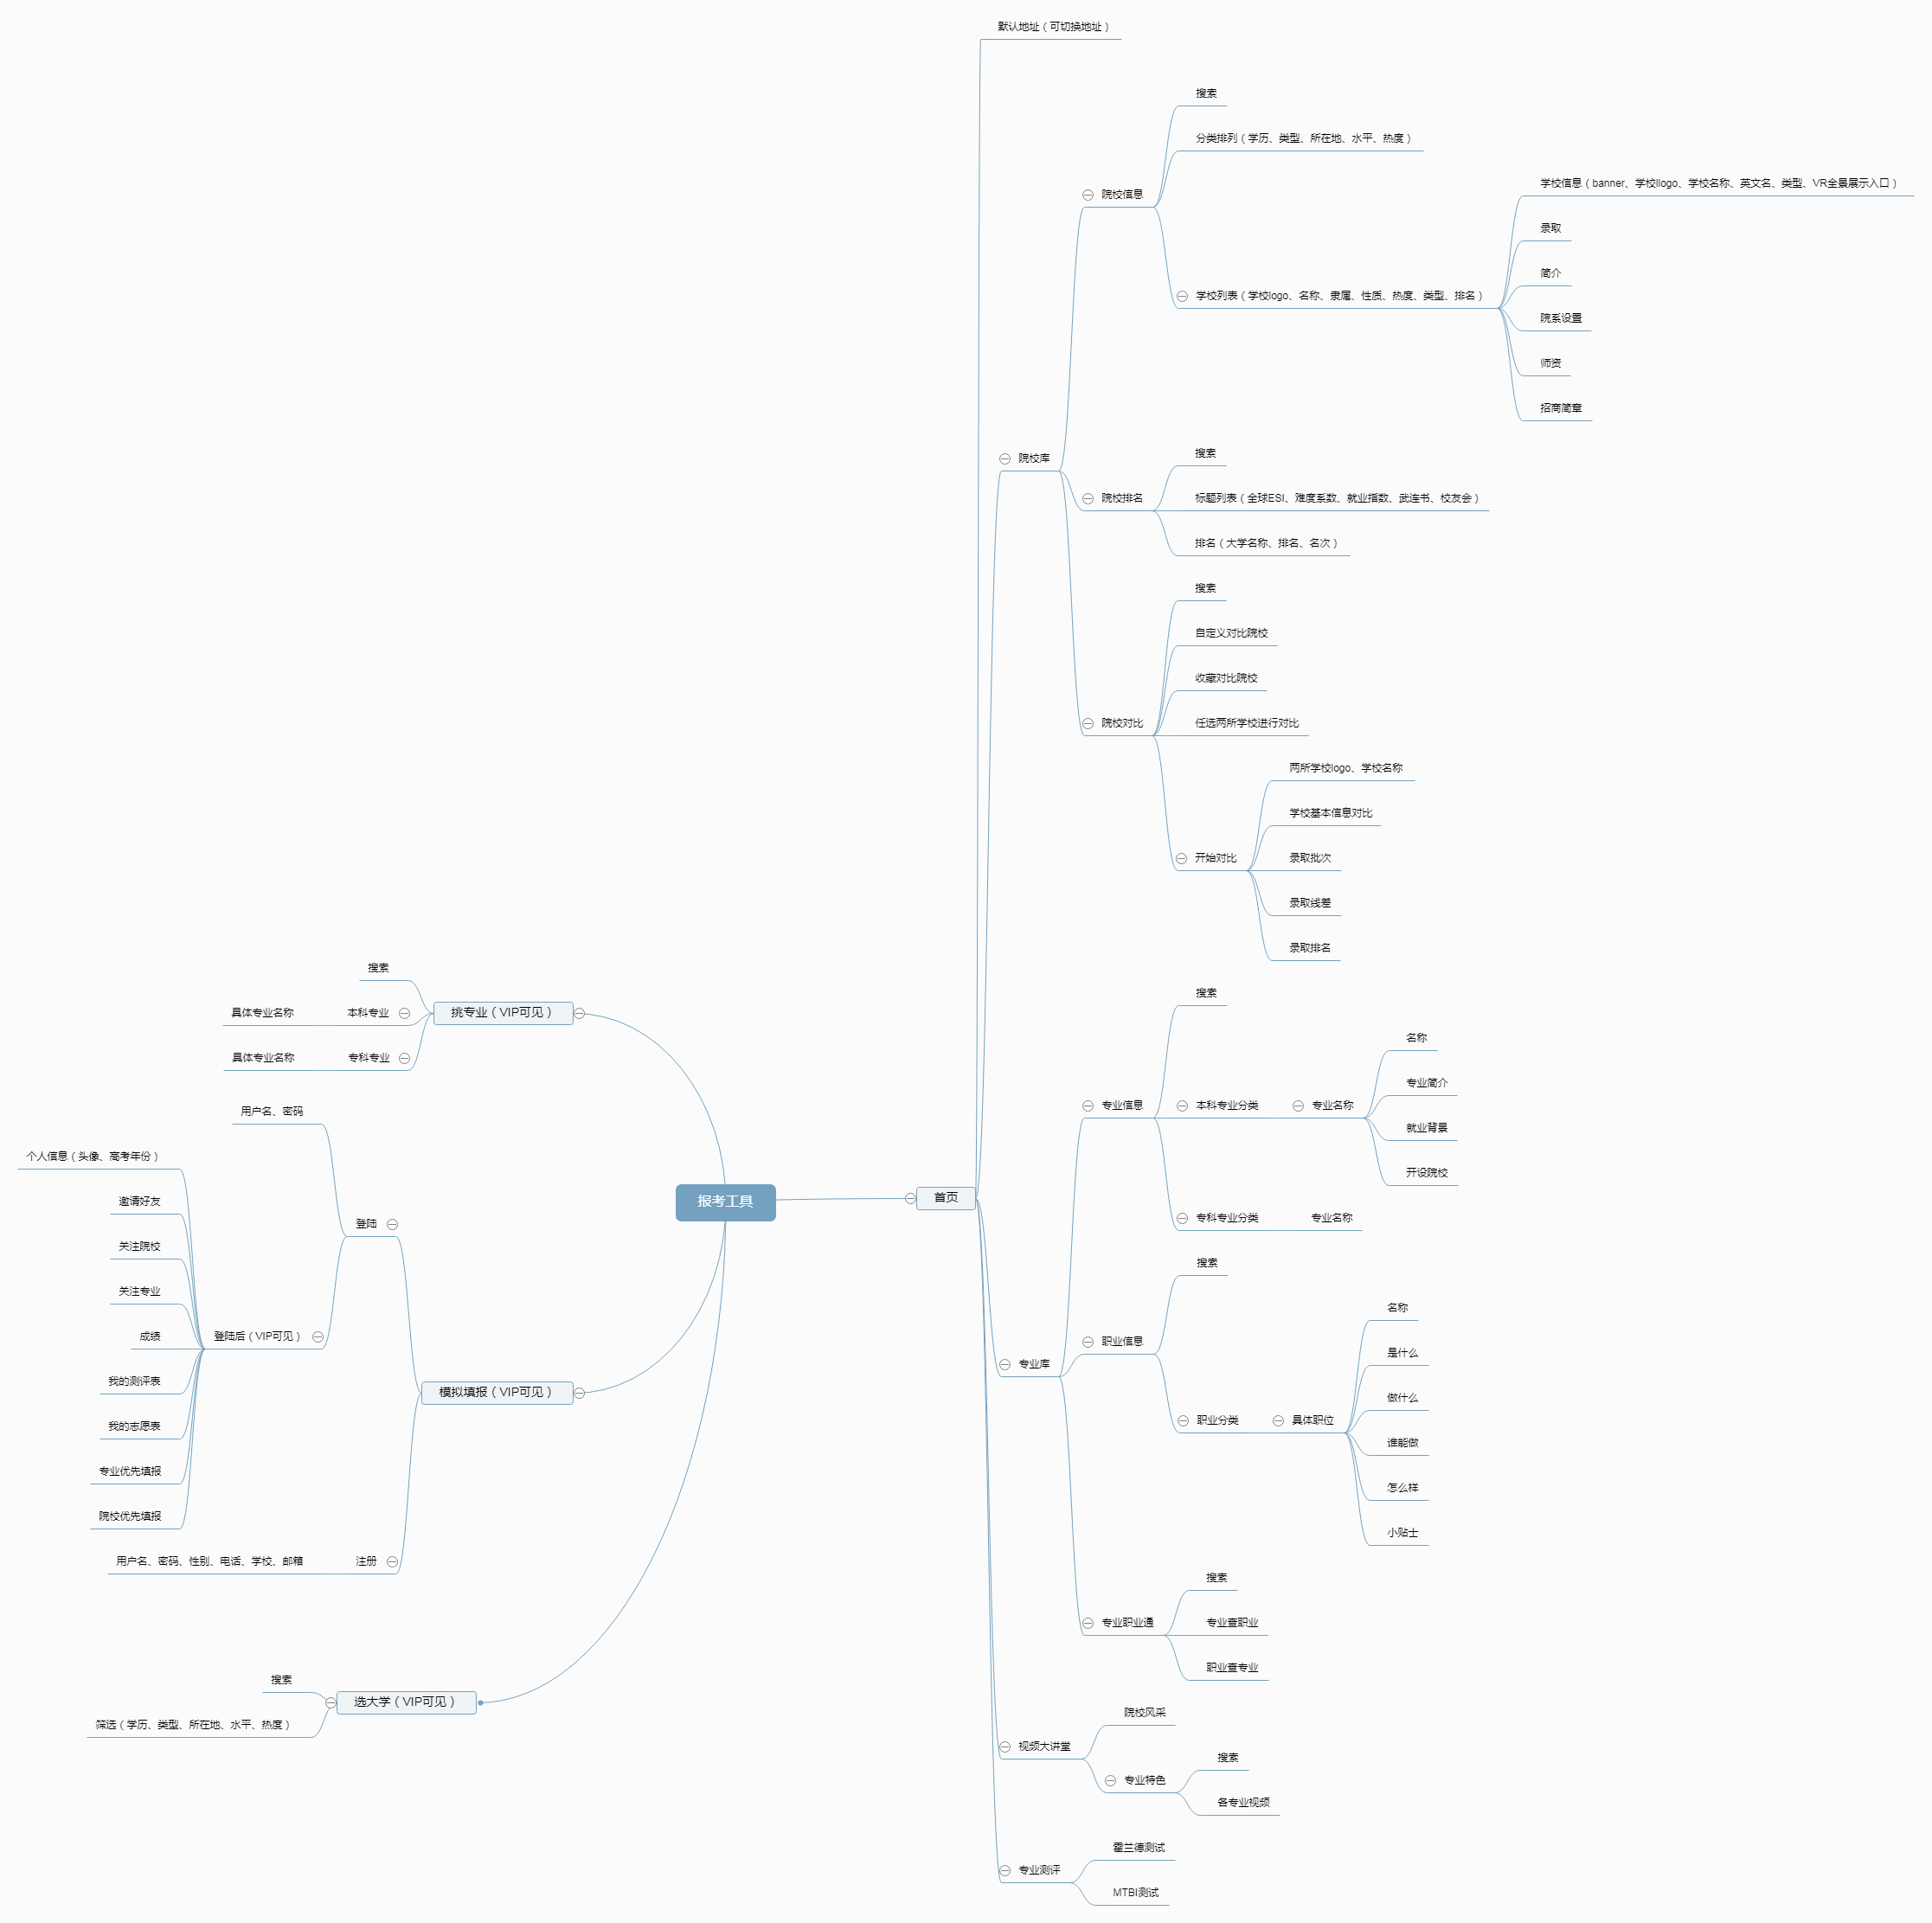 报考工具
首页
默认地址（可切换地址）
院校库
院校信息
搜索
分类排列（学历、类型、所在地、水平、热度）
学校列表（学校logo、名称、隶属、性质、热度、类型、排名）
学校信息（banner、学校llogo、学校名称、英文名、类型、VR全景展示入口）
录取
简介
院系设置
师资
招商简章
院校排名
搜索
标题列表（全球ESI、难度系数、就业指数、武连书、校友会）
排名（大学名称、排名、名次）
院校对比
搜索
自定义对比院校
收藏对比院校
任选两所学校进行对比
开始对比
两所学校logo、学校名称
学校基本信息对比
录取批次
录取线差
录取排名
专业库
专业信息
搜索
本科专业分类
专业名称
名称
专业简介
就业背景
开设院校
专科专业分类
专业名称
职业信息
搜索
职业分类
具体职位
名称
是什么
做什么
谁能做
怎么样
小贴士
专业职业通
搜索
专业查职业
职业查专业
视频大讲堂
院校风采
专业特色
搜索
各专业视频
专业测评
霍兰德测试
MTBI测试
挑专业（VIP可见）
搜索
本科专业
具体专业名称
专科专业
具体专业名称
模拟填报（VIP可见）
登陆
用户名、密码
登陆后（VIP可见）
个人信息（头像、高考年份）
邀请好友
关注院校
关注专业
成绩
我的测评表
我的志愿表
专业优先填报
院校优先填报
注册
用户名、密码、性别、电话、学校、邮箱
选大学（VIP可见）
搜索
筛选（学历、类型、所在地、水平、热度）